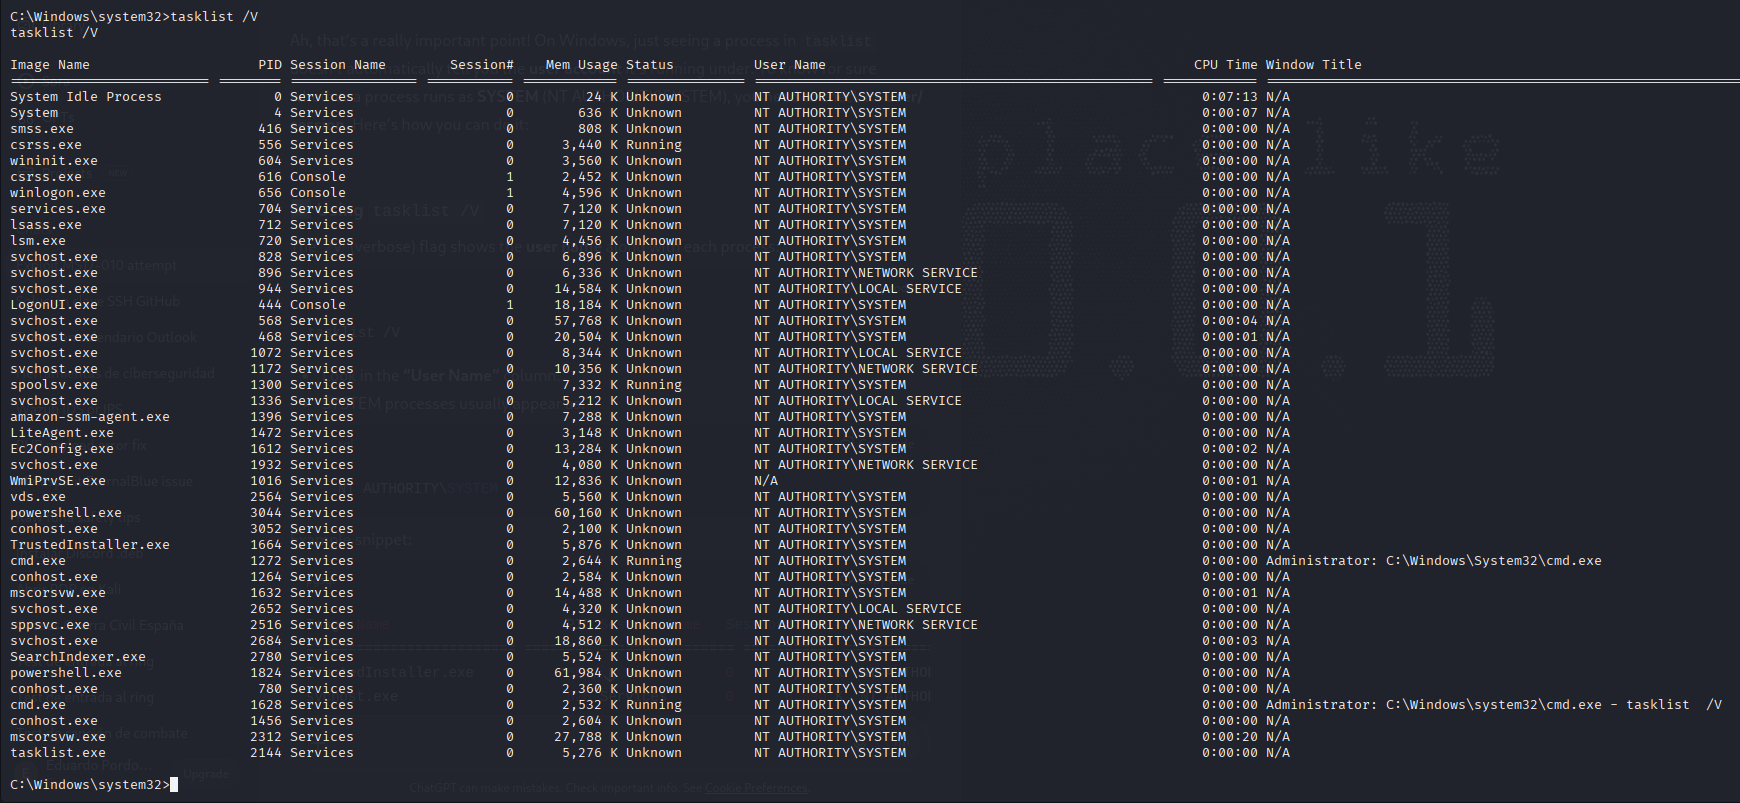 C:\Windows\system32>tasklist /V
tasklist /V
Image Name PID Session Name Session# Mem Usage Status User Name CPU Time Window Title
System Idle Process 0 Services 0 24 K Unknown NT AUTHORITY\SYSTEM 0:07:13 N/A
System 4 Services 0 636 K Unknown NT AUTHORITY\SYSTEM 0:00:07 N/A
smss.exe 416 Services 0 808 K Unknown NT AUTHORITY\SYSTEM 0:00:00 N/A
csrss.exe 556 Services 0 3,440 K Running NT AUTHORITY\SYSTEM 0:00:00 N/A
wininit.exe 604 Services 0 3,560 K Unknown NT AUTHORITY\SYSTEM 0:00:00 N/A
csrss.exe 616 Console 1 2,452 K Unknown NT AUTHORITY\SYSTEM 0:00:00 N/A
winlogon.exe 656 Console 1 4,596 K Unknown NT AUTHORITY\SYSTEM 0:00:00 N/A
services.exe 704 Services 0 7,120 K Unknown NT AUTHORITY\SYSTEM 0:00:00 N/A
lsass.exe 712 Services 0 7,120 K Unknown NT AUTHORITY\SYSTEM 0:00:00 N/A
lsm.exe 720 Services 0 4,456 K Unknown NT AUTHORITY\SYSTEM 0:00:00 N/A
svchost.exe 828 Services 0 6,896 K Unknown NT AUTHORITY\SYSTEM 0:00:00 N/A
svchost.exe 896 Services 0 6,336 K Unknown NT AUTHORITY\NETWORK SERVICE 0:00:00 N/A
svchost.exe 944 Services 0 14,584 K Unknown NT AUTHORITY\LOCAL SERVICE 0:00:00 N/A
LogonUI.exe 444 Console 1 18,184 K Unknown NT AUTHORITY\SYSTEM 0:00:00 N/A
svchost.exe 568 Services 0 57,768 K Unknown NT AUTHORITY\SYSTEM 0:00:04 N/A
svchost.exe 468 Services 0 20,504 K Unknown NT AUTHORITY\SYSTEM 0:00:01 N/A
svchost.exe 1072 Services 0 8,344 K Unknown NT AUTHORITY\LOCAL SERVICE 0:00:00 N/A
svchost.exe 1172 Services 0 10,356 K Unknown NT AUTHORITY\NETWORK SERVICE 0:00:00 N/A
spoolsv.exe 1300 Services 0 7,332 K Running NT AUTHORITY\SYSTEM 0:00:00 N/A
svchost.exe 1336 Services 0 5,212 K Unknown NT AUTHORITY\LOCAL SERVICE 0:00:00 N/A
amazon-ssm-agent.exe 1396 Services 0 7,288 K Unknown NT AUTHORITY\SYSTEM 0:00:00 N/A
LiteAgent.exe 1472 Services 0 3,148 K Unknown NT AUTHORITY\SYSTEM 0:00:00 N/A
Ec2Config.exe 1612 Services 0 13,284 K Unknown NT AUTHORITY\SYSTEM 0:00:02 N/A
svchost.exe 1932 Services 0 4,080 K Unknown NT AUTHORITY\NETWORK SERVICE 0:00:00 N/A
WmiPrvSE.exe 1016 Services 0 12,836 K Unknown N/A 0:00:01 N/A
vds.exe 2564 Services 0 5,560 K Unknown NT AUTHORITY\SYSTEM 0:00:00 N/A
powershell.exe 3044 Services 0 60,160 K Unknown NT AUTHORITY\SYSTEM 0:00:00 N/A
conhost.exe 3052 Services 0 2,100 K Unknown NT AUTHORITY\SYSTEM 0:00:00 N/A
TrustedInstaller.exe 1664 Services 0 5,876 K Unknown NT AUTHORITY\SYSTEM 0:00:00 N/A
cmd.exe 1272 Services 0 2,644 K Running NT AUTHORITY\SYSTEM 0:00:00 Administrator: C:\Windows\System32\cmd.exe
conhost.exe 1264 Services 0 2,584 K Unknown NT AUTHORITY\SYSTEM 0:00:00 N/A
mscorsvw.exe 1632 Services 0 14,488 K Unknown NT AUTHORITY\SYSTEM 0:00:01 N/A
svchost.exe 2652 Services 0 4,320 K Unknown NT AUTHORITY\LOCAL SERVICE 0:00:00 N/A
sppsvc.exe 2516 Services 0 4,512 K Unknown NT AUTHORITY\NETWORK SERVICE 0:00:00 N/A
svchost.exe 2684 Services 0 18,860 K Unknown NT AUTHORITY\SYSTEM 0:00:03 N/A
SearchIndexer.exe 2780 Services 0 5,524 K Unknown NT AUTHORITY\SYSTEM 0:00:00 N/A
powershell.exe 1824 Services 0 61,984 K Unknown NT AUTHORITY\SYSTEM 0:00:00 N/A
conhost.exe 780 Services 0 2,360 K Unknown NT AUTHORITY\SYSTEM 0:00:00 N/A
cmd.exe 1628 Services 0 2,532 K Running NT AUTHORITY\SYSTEM 0:00:00 Administrator: C:\Windows\system32\cmd.exe - tasklist  /V
conhost.exe 1456 Services 0 2,604 K Unknown NT AUTHORITY\SYSTEM 0:00:00 N/A
mscorsvw.exe 2312 Services 0 27,788 K Unknown NT AUTHORITY\SYSTEM 0:00:20 N/A
tasklist.exe 2144 Services 0 5,276 K Unknown NT AUTHORITY\SYSTEM 0:00:00 N/A
C:\Windows\system32>